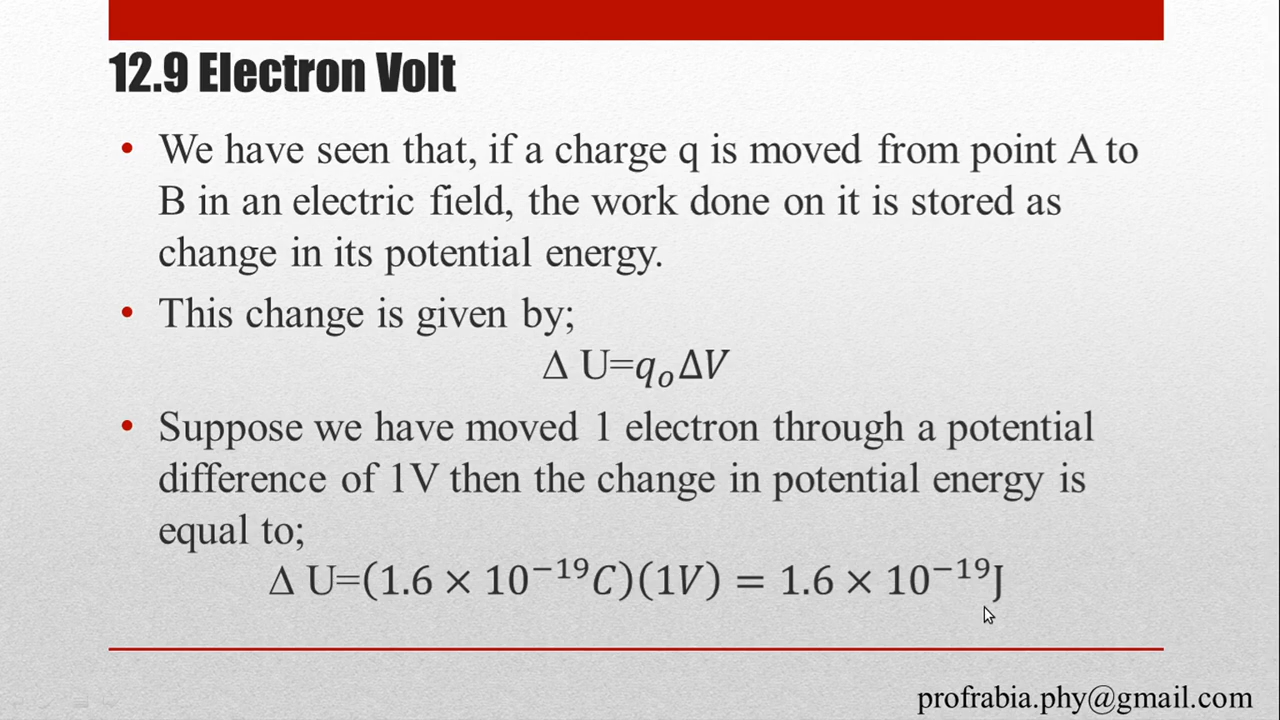 12.9 Electron Volt
• We have seen that, if a charge q is moved from point A to
B in an electric field, the work done on it is stored as
change in its potential energy.
• This change is given by;
Δ U=qₒΔV
• Suppose we have moved 1 electron through a potential
difference of 1V then the change in potential energy is
equal to;
Δ U=(1.6 × 10⁻¹⁹C)(1V) = 1.6 × 10⁻¹⁹J
profrabia.phy@gmail.com